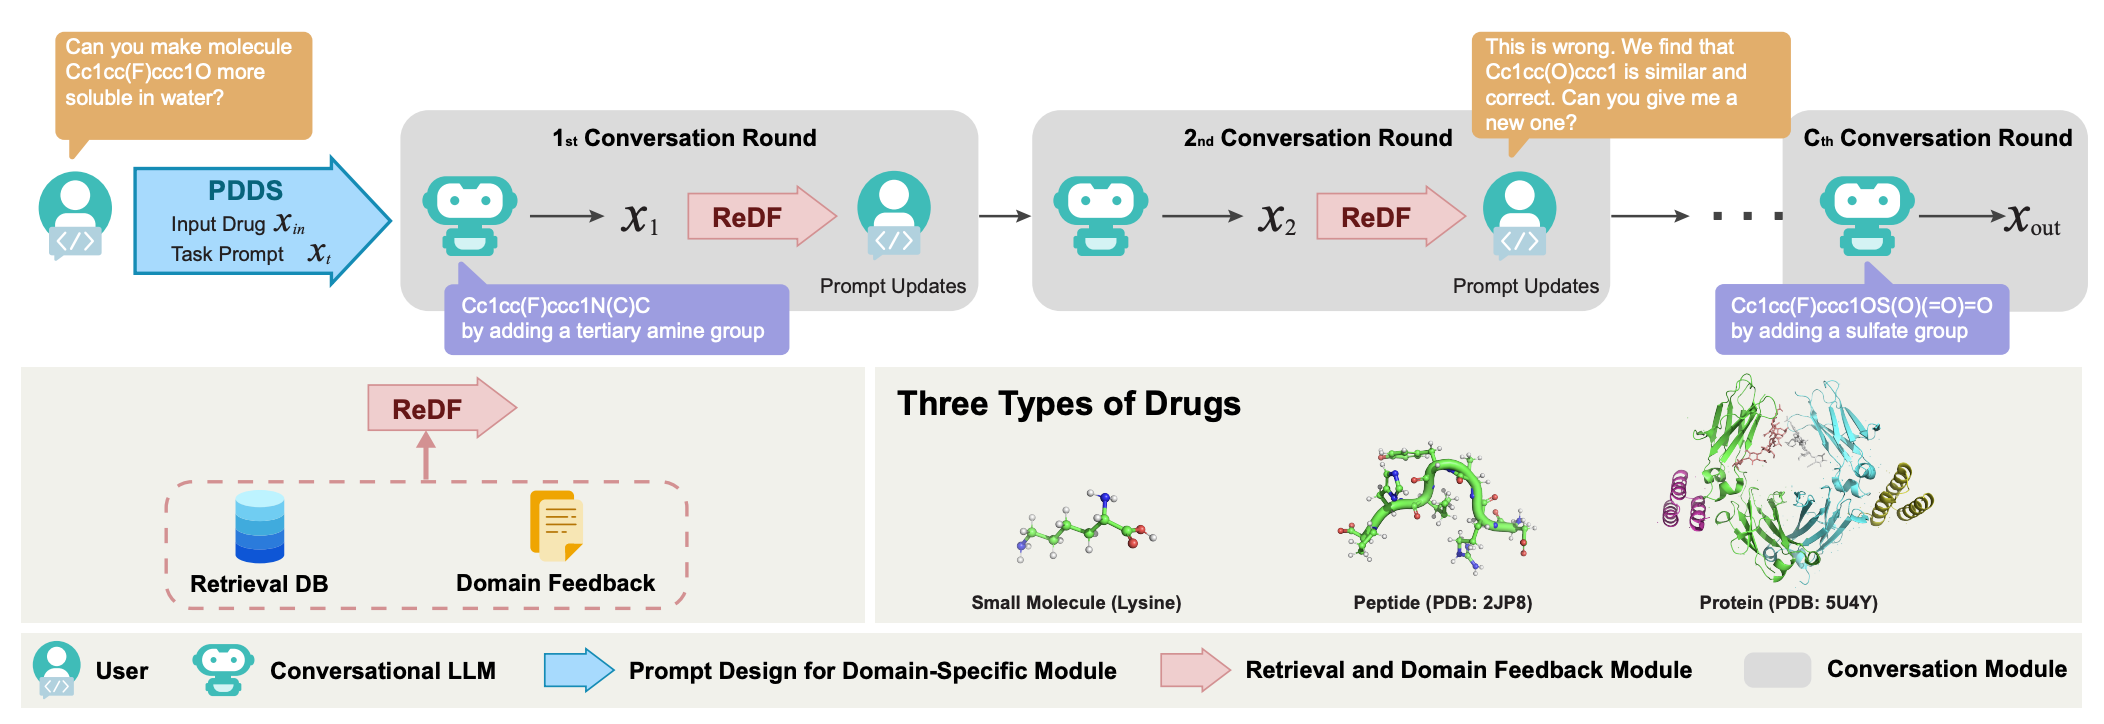 Can you make molecule
Cc1cc(F)ccc1O more
soluble in water?
This is wrong. We find that
Cc1cc(O)ccc1 is similar and
correct. Can you give me a
new one?
PDDS
Input Drug x_in
Task Prompt x_t
1st Conversation Round
x_1
ReDF
Prompt Updates
Cc1cc(F)ccc1N(C)C
by adding a tertiary amine group
2nd Conversation Round
x_2
ReDF
Prompt Updates
. . .
Cth Conversation Round
x_out
Cc1cc(F)ccc1OS(O)(=O)=O
by adding a sulfate group
ReDF
Retrieval DB
Domain Feedback
Three Types of Drugs
Small Molecule (Lysine)
Peptide (PDB: 2JP8)
Protein (PDB: 5U4Y)
User
Conversational LLM
Prompt Design for Domain-Specific Module
Retrieval and Domain Feedback Module
Conversation Module